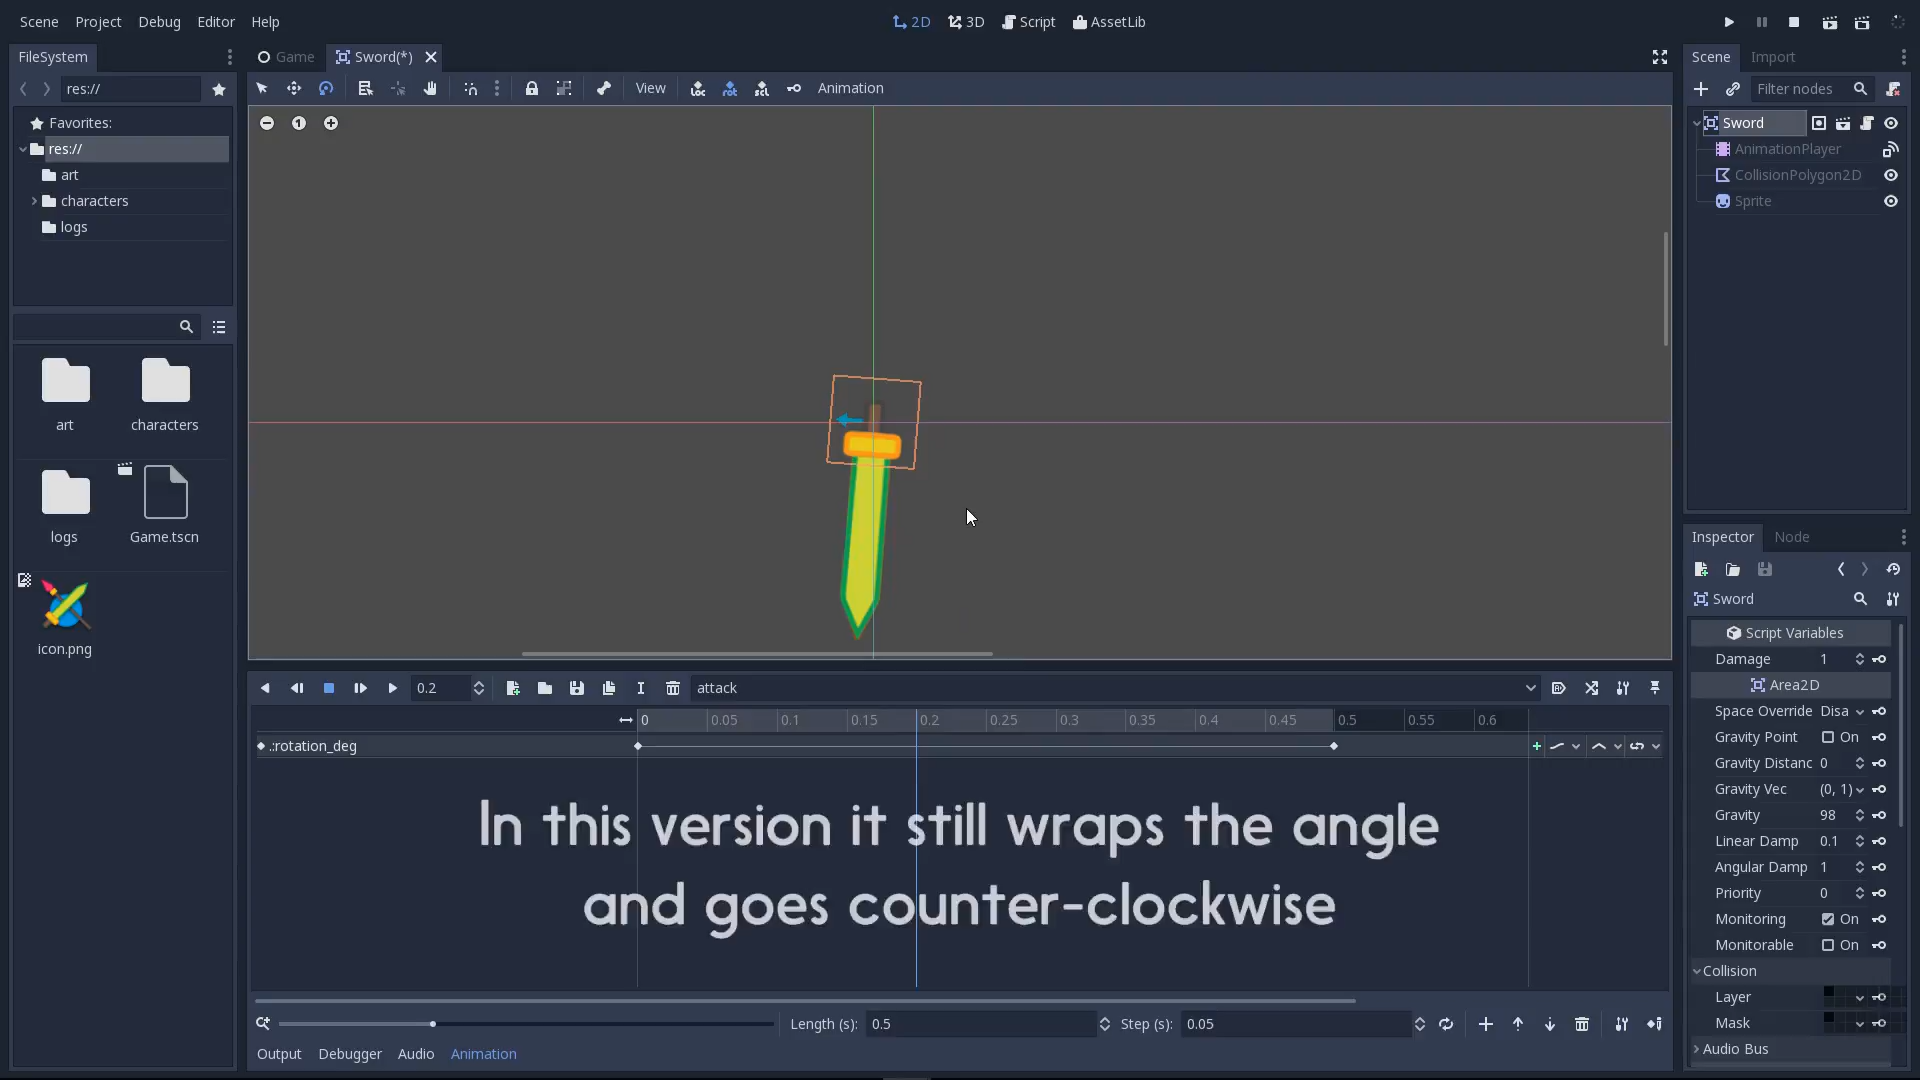 Scene Project Debug Editor Help
2D 3D Script AssetLib
FileSystem
Game Sword(*)
Scene Import
res://
View Animation
Filter nodes
Favorites:
res://
art
characters
logs
1
Sword
AnimationPlayer
CollisionPolygon2D
Sprite
art characters
logs Game.tscn
icon.png
Inspector Node
Sword
Script Variables
Damage 1
Area2D
Space Override Disa
Gravity Point On
Gravity Distanc 0
Gravity Vec (0, 1)
Gravity 98
Linear Damp 0.1
Angular Damp 1
Priority 0
Monitoring On
Monitorable On
Collision
Layer
Mask
Audio Bus
0.2 attack
0 0.05 0.1 0.15 0.2 0.25 0.3 0.35 0.4 0.45 0.5 0.55 0.6
.:rotation_deg
In this version it still wraps the angle
and goes counter-clockwise
Length (s): 0.5 Step (s): 0.05
Output Debugger Audio Animation